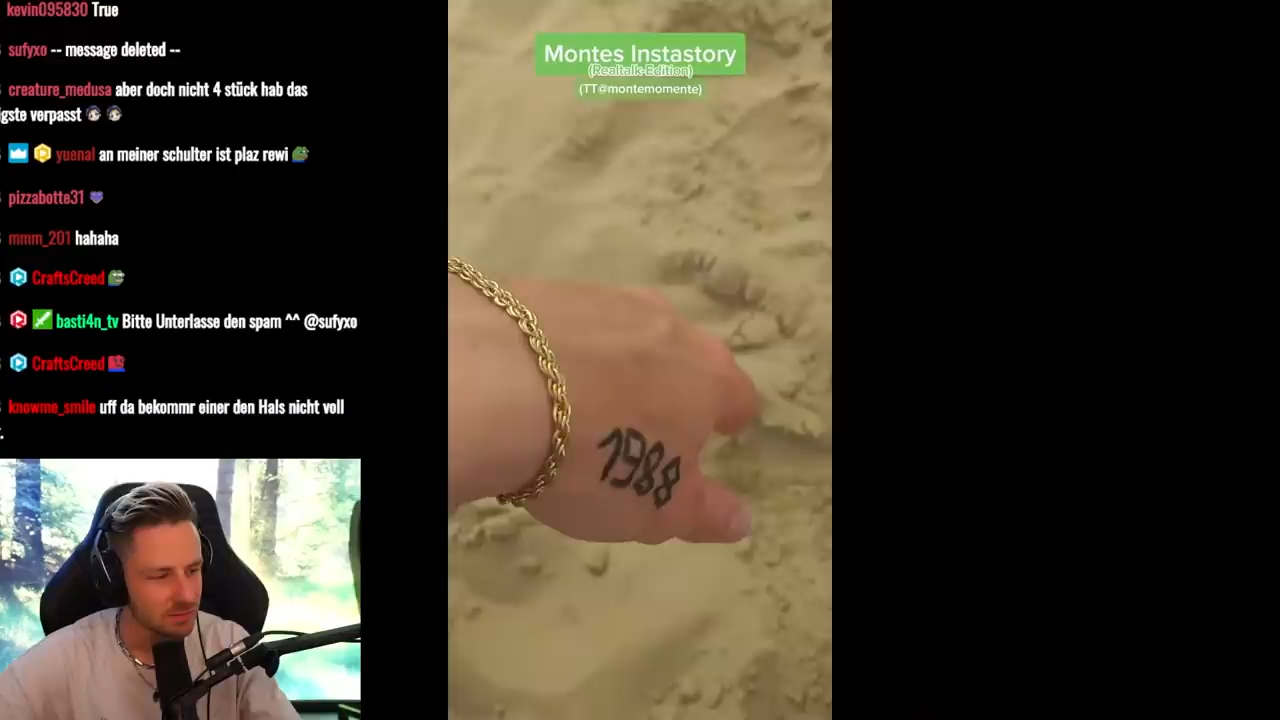 kevin095830 True
sufyxo -- message deleted --
creature_medusa aber doch nicht 4 stück hab das
gste verpasst
yuenal an meiner schulter ist plaz rewi
pizzabotte31
mmm_201 hahaha
CraftsCreed
basti4n_tv Bitte Unterlasse den spam ^^ @sufyxo
CraftsCreed
knowme_smile uff da bekommr einer den Hals nicht voll
Montes Instastory
(Realtalk-Edition)
(TT@montemomente)
1988